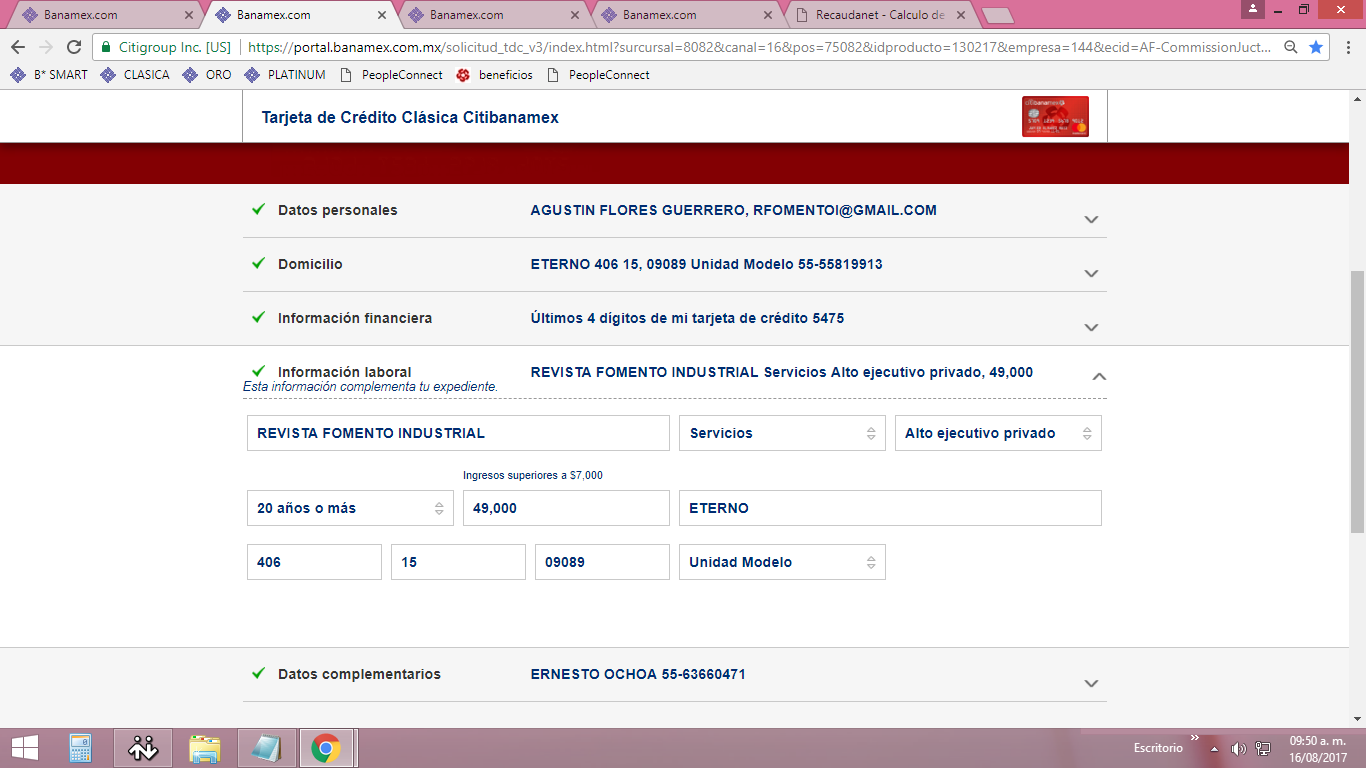 Banamex.com
Banamex.com
Banamex.com
Banamex.com
Recaudanet - Calculo de
Citigroup Inc. [US]
https://portal.banamex.com.mx/solicitud_tdc_v3/index.html?surcursal=8082&canal=16&pos=75082&idproducto=130217&empresa=144&ecid=AF-CommissionJuct...
B* SMART
CLASICA
ORO
PLATINUM
PeopleConnect
beneficios
PeopleConnect
Tarjeta de Crédito Clásica Citibanamex
Datos personales
AGUSTIN FLORES GUERRERO, RFOMENTOI@GMAIL.COM
Domicilio
ETERNO 406 15, 09089 Unidad Modelo 55-55819913
Información financiera
Últimos 4 dígitos de mi tarjeta de crédito 5475
Información laboral
REVISTA FOMENTO INDUSTRIAL Servicios Alto ejecutivo privado, 49,000
Esta información complementa tu expediente.
REVISTA FOMENTO INDUSTRIAL
Servicios
Alto ejecutivo privado
Ingresos superiores a $7,000
20 años o más
49,000
ETERNO
406
15
09089
Unidad Modelo
Datos complementarios
ERNESTO OCHOA 55-63660471
Escritorio
09:50 a. m.
16/08/2017